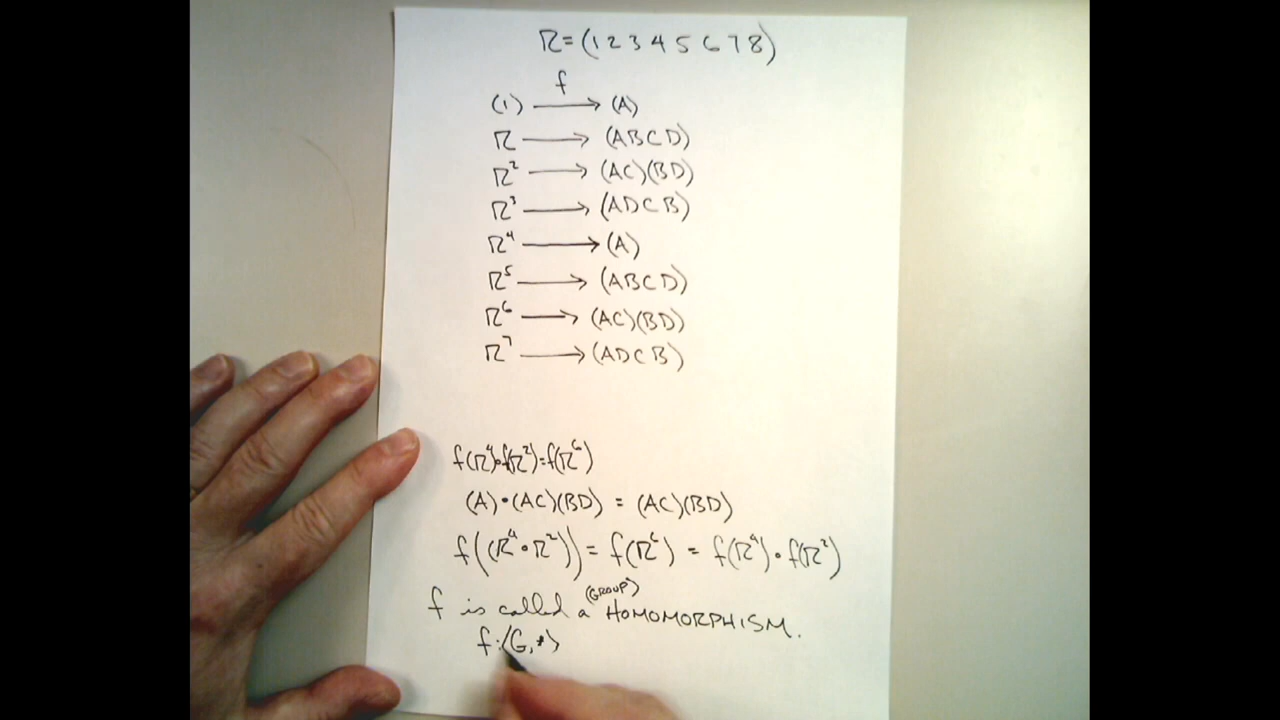 R=(1 2 3 4 5 6 7 8)
f
(1) ⟶ (A)
R ⟶ (ABCD)
R² ⟶ (AC)(BD)
R³ ⟶ (ADCB)
R⁴ ⟶ (A)
R⁵ ⟶ (ABCD)
R⁶ ⟶ (AC)(BD)
R⁷ ⟶ (ADCB)
f(R⁴)•f(R²)=f(R⁶)
(A)•(AC)(BD) = (AC)(BD)
f((R⁴•R²)) = f(R⁶) = f(R⁴)•f(R²)
f is called a (GROUP) HOMOMORPHISM.
f:⟨G,*⟩